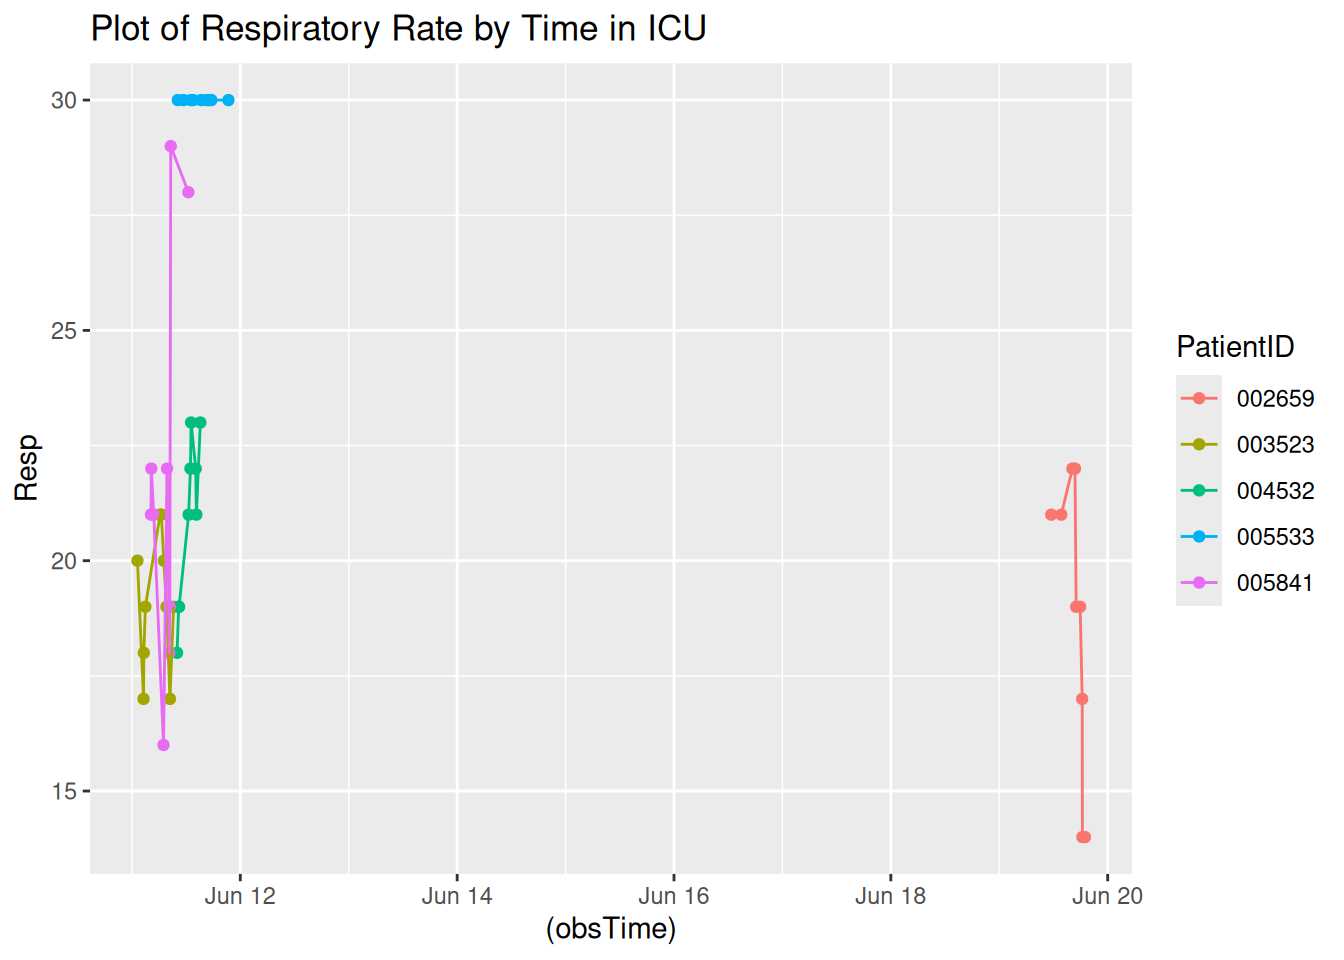 Plot of Respiratory Rate by Time in ICU
30
25
20
15
Resp
Jun 12
Jun 14
Jun 16
Jun 18
Jun 20
(obsTime)
PatientID
002659
003523
004532
005533
005841